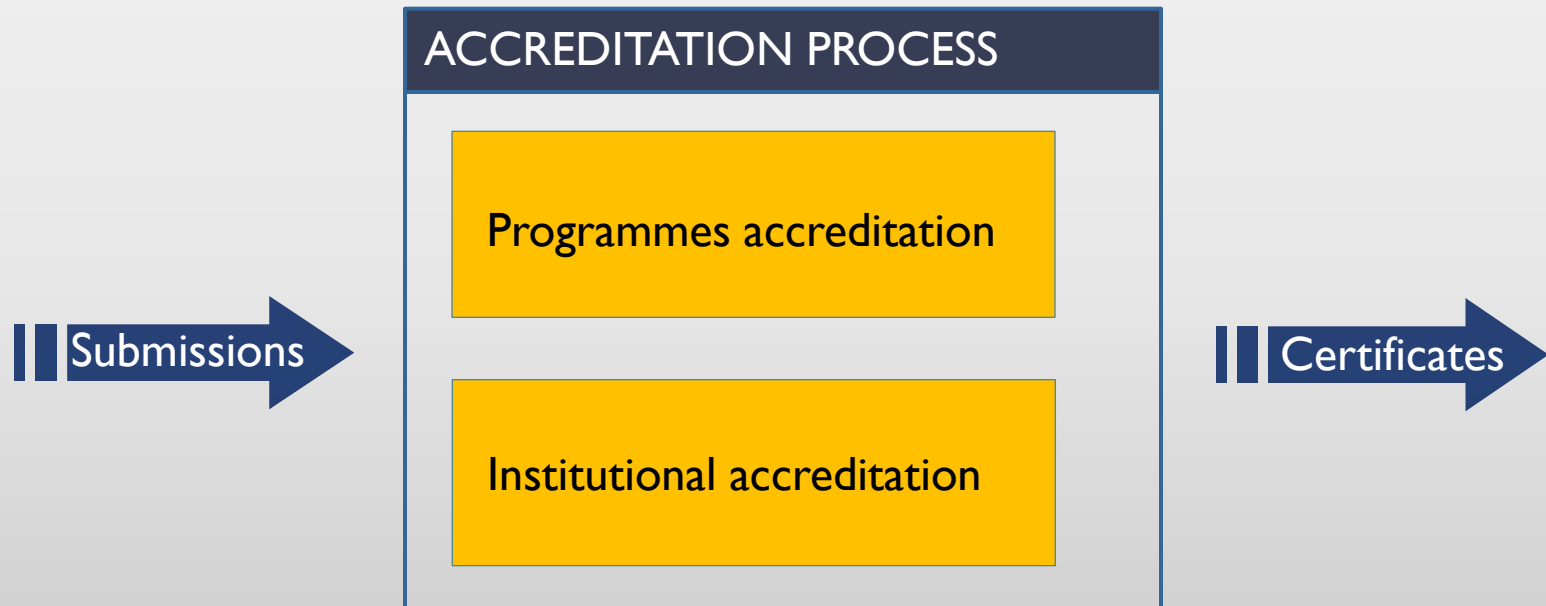 ACCREDITATION PROCESS
Programmes accreditation
Submissions
Certificates
Institutional accreditation